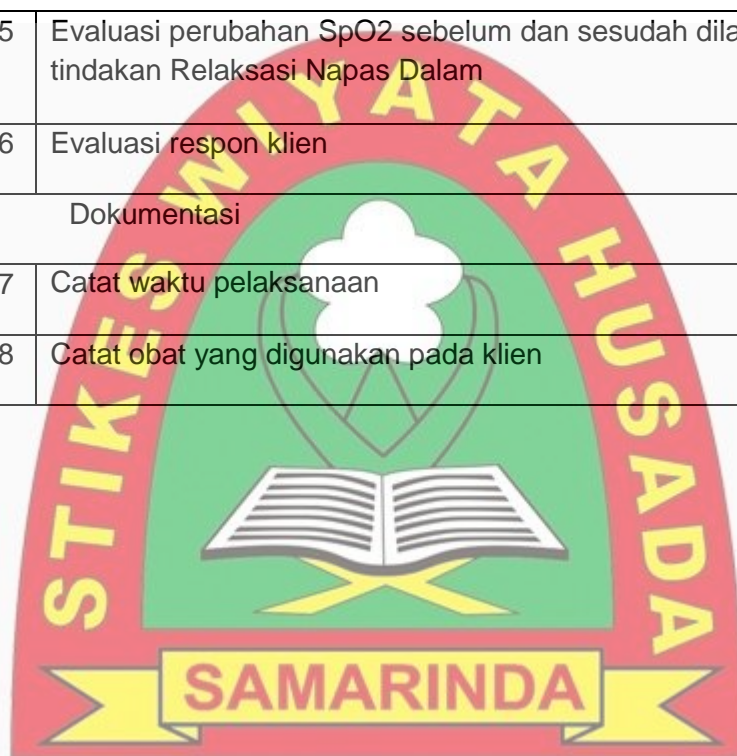 5 Evaluasi perubahan SpO2 sebelum dan sesudah
tindakan Relaksasi Napas Dalam
6 Evaluasi respon klien
Dokumentasi
7 Catat waktu pelaksanaan
8 Catat obat yang digunakan pada klien
STIKES WIYATA HUSADA
SAMARINDA